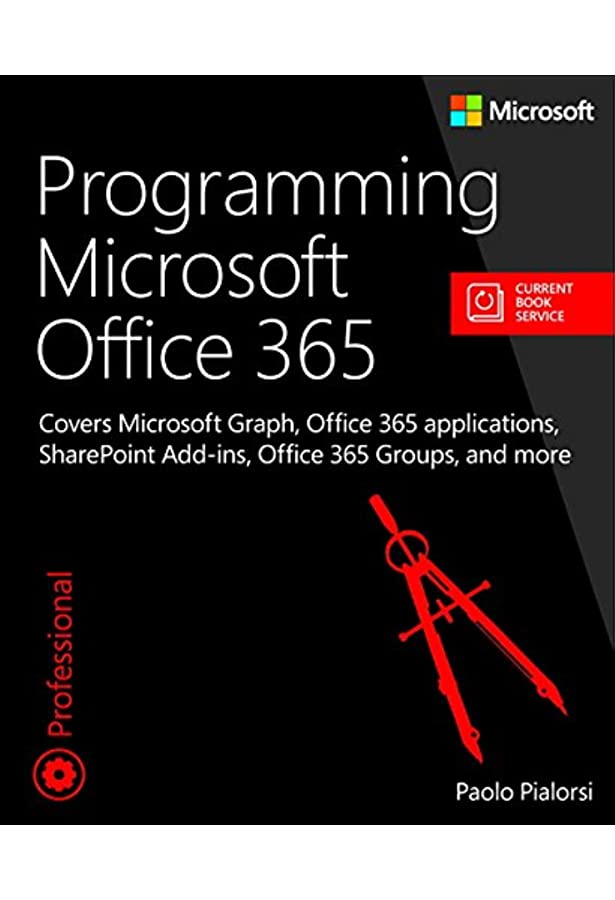 Microsoft
Programming
Microsoft
Office 365
CURRENT
BOOK
SERVICE
Covers Microsoft Graph, Office 365 applications,
SharePoint Add-ins, Office 365 Groups, and more
Professional
Paolo Pialorsi